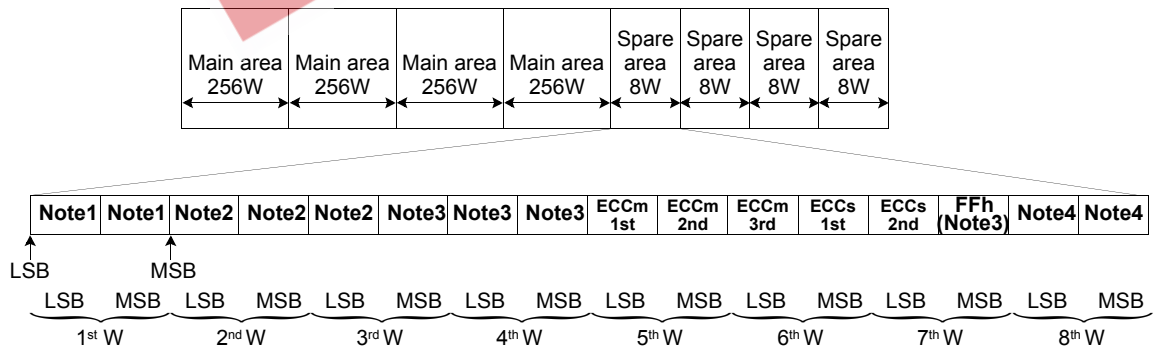 Main area
256W
Main area
256W
Main area
256W
Main area
256W
Spare
area
8W
Spare
area
8W
Spare
area
8W
Spare
area
8W
Note1 Note1 Note2 Note2 Note2 Note3 Note3 Note3 ECCm 1st ECCm 2nd ECCm 3rd ECCs 1st ECCs 2nd FFh (Note3) Note4 Note4
LSB MSB
LSB MSB LSB MSB LSB MSB LSB MSB LSB MSB LSB MSB LSB MSB LSB MSB
1st W 2nd W 3rd W 4th W 5th W 6th W 7th W 8th W